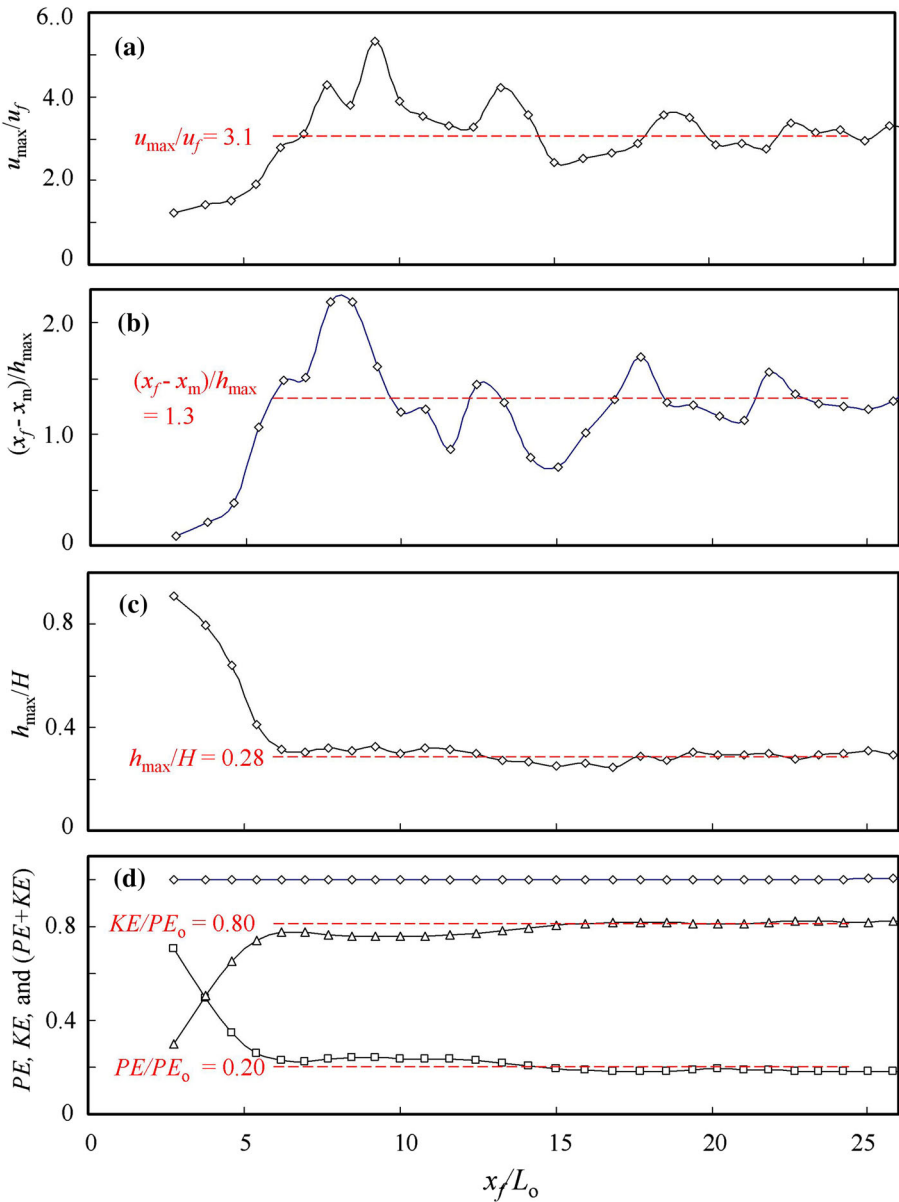 6.0
(a)
4.0
u_max/u_f
u_max/u_f = 3.1
2.0
0
(b)
2.0
(x_f - x_m)/h_max
(x_f - x_m)/h_max
= 1.3
1.0
0
(c)
0.8
h_max/H
0.4
h_max/H = 0.28
0
(d)
PE, KE, and (PE+KE)
KE/PE_o = 0.80
0.8
0.4
PE/PE_o = 0.20
0
0 5 10 15 20 25
x_f/L_o